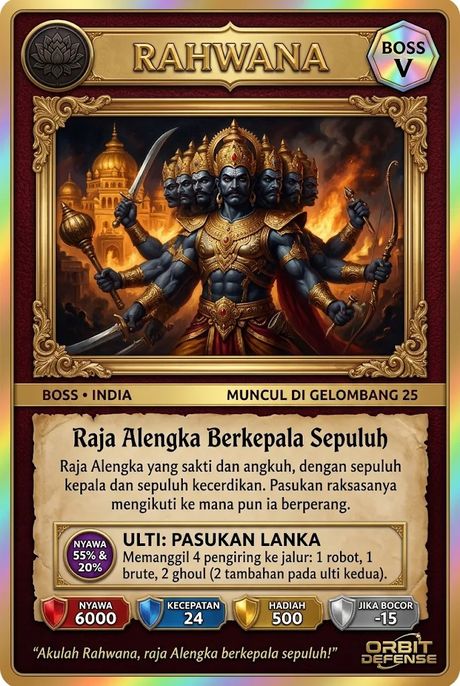 RAHWANA
BOSS
V
BOSS • INDIA
MUNCUL DI GELOMBANG 25
Raja Alengka Berkepala Sepuluh
Raja Alengka yang sakti dan angkuh, dengan sepuluh
kepala dan sepuluh kecerdikan. Pasukan raksasanya
mengikuti ke mana pun ia berperang.
NYAWA
55% &
20%
ULTI: PASUKAN LANKA
Memanggil 4 pengiring ke jalur: 1 robot, 1
brute, 2 ghoul (2 tambahan pada ulti kedua).
NYAWA
6000
KECEPATAN
24
HADIAH
500
JIKA BOCOR
-15
"Akulah Rahwana, raja Alengka berkepala sepuluh!"
ORBIT
DEFENSE